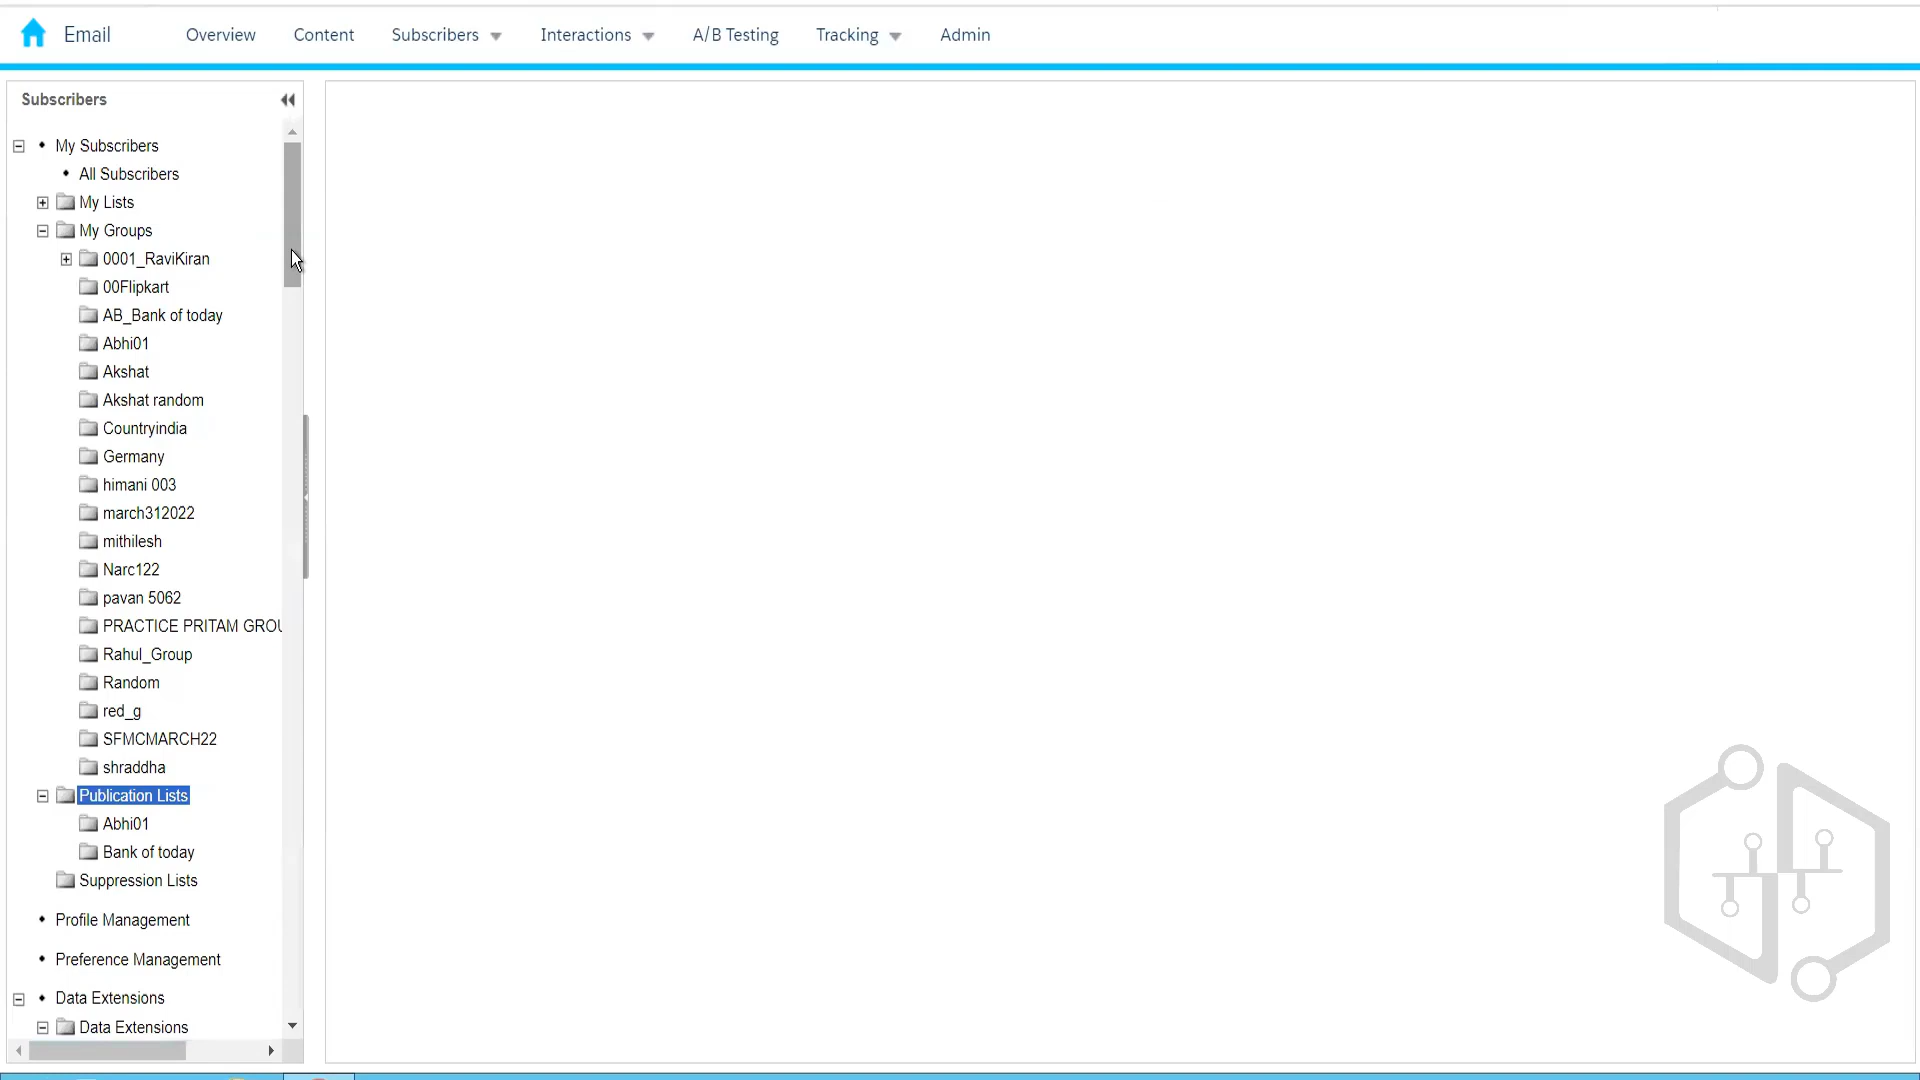 Email
Overview
Content
Subscribers
Interactions
A/B Testing
Tracking
Admin
Subscribers
My Subscribers
All Subscribers
My Lists
My Groups
0001_RaviKiran
00Flipkart
AB_Bank of today
Abhi01
Akshat
Akshat random
Countryindia
Germany
himani 003
march312022
mithilesh
Narc122
pavan 5062
PRACTICE PRITAM GROU
Rahul_Group
Random
red_g
SFMCMARCH22
shraddha
Publication Lists
Abhi01
Bank of today
Suppression Lists
Profile Management
Preference Management
Data Extensions
Data Extensions